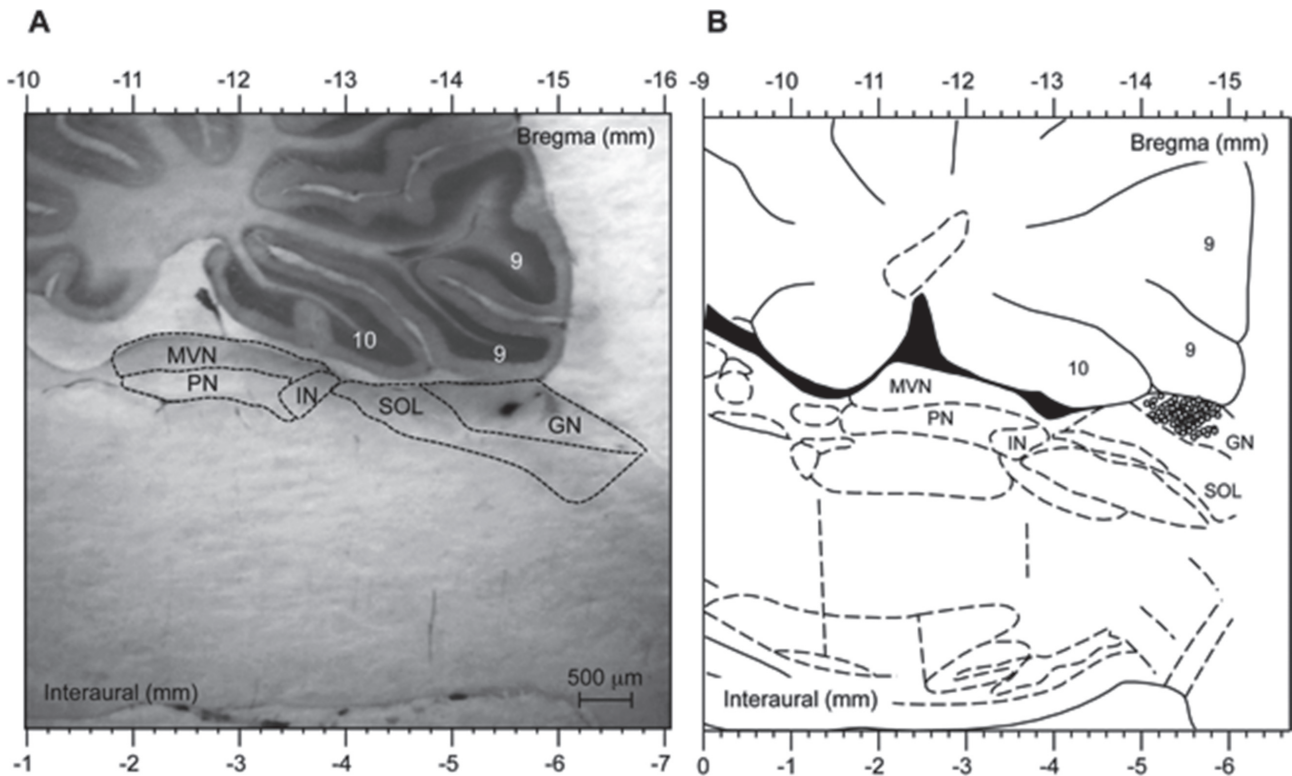 A
-10 -11 -12 -13 -14 -15 -16
Bregma (mm)
9
10
9
MVN
PN
IN
SOL
GN
500 µm
Interaural (mm)
-1 -2 -3 -4 -5 -6 -7
B
-9 -10 -11 -12 -13 -14 -15
Bregma (mm)
9
9
10
MVN
PN
IN
GN
SOL
Interaural (mm)
0 -1 -2 -3 -4 -5 -6